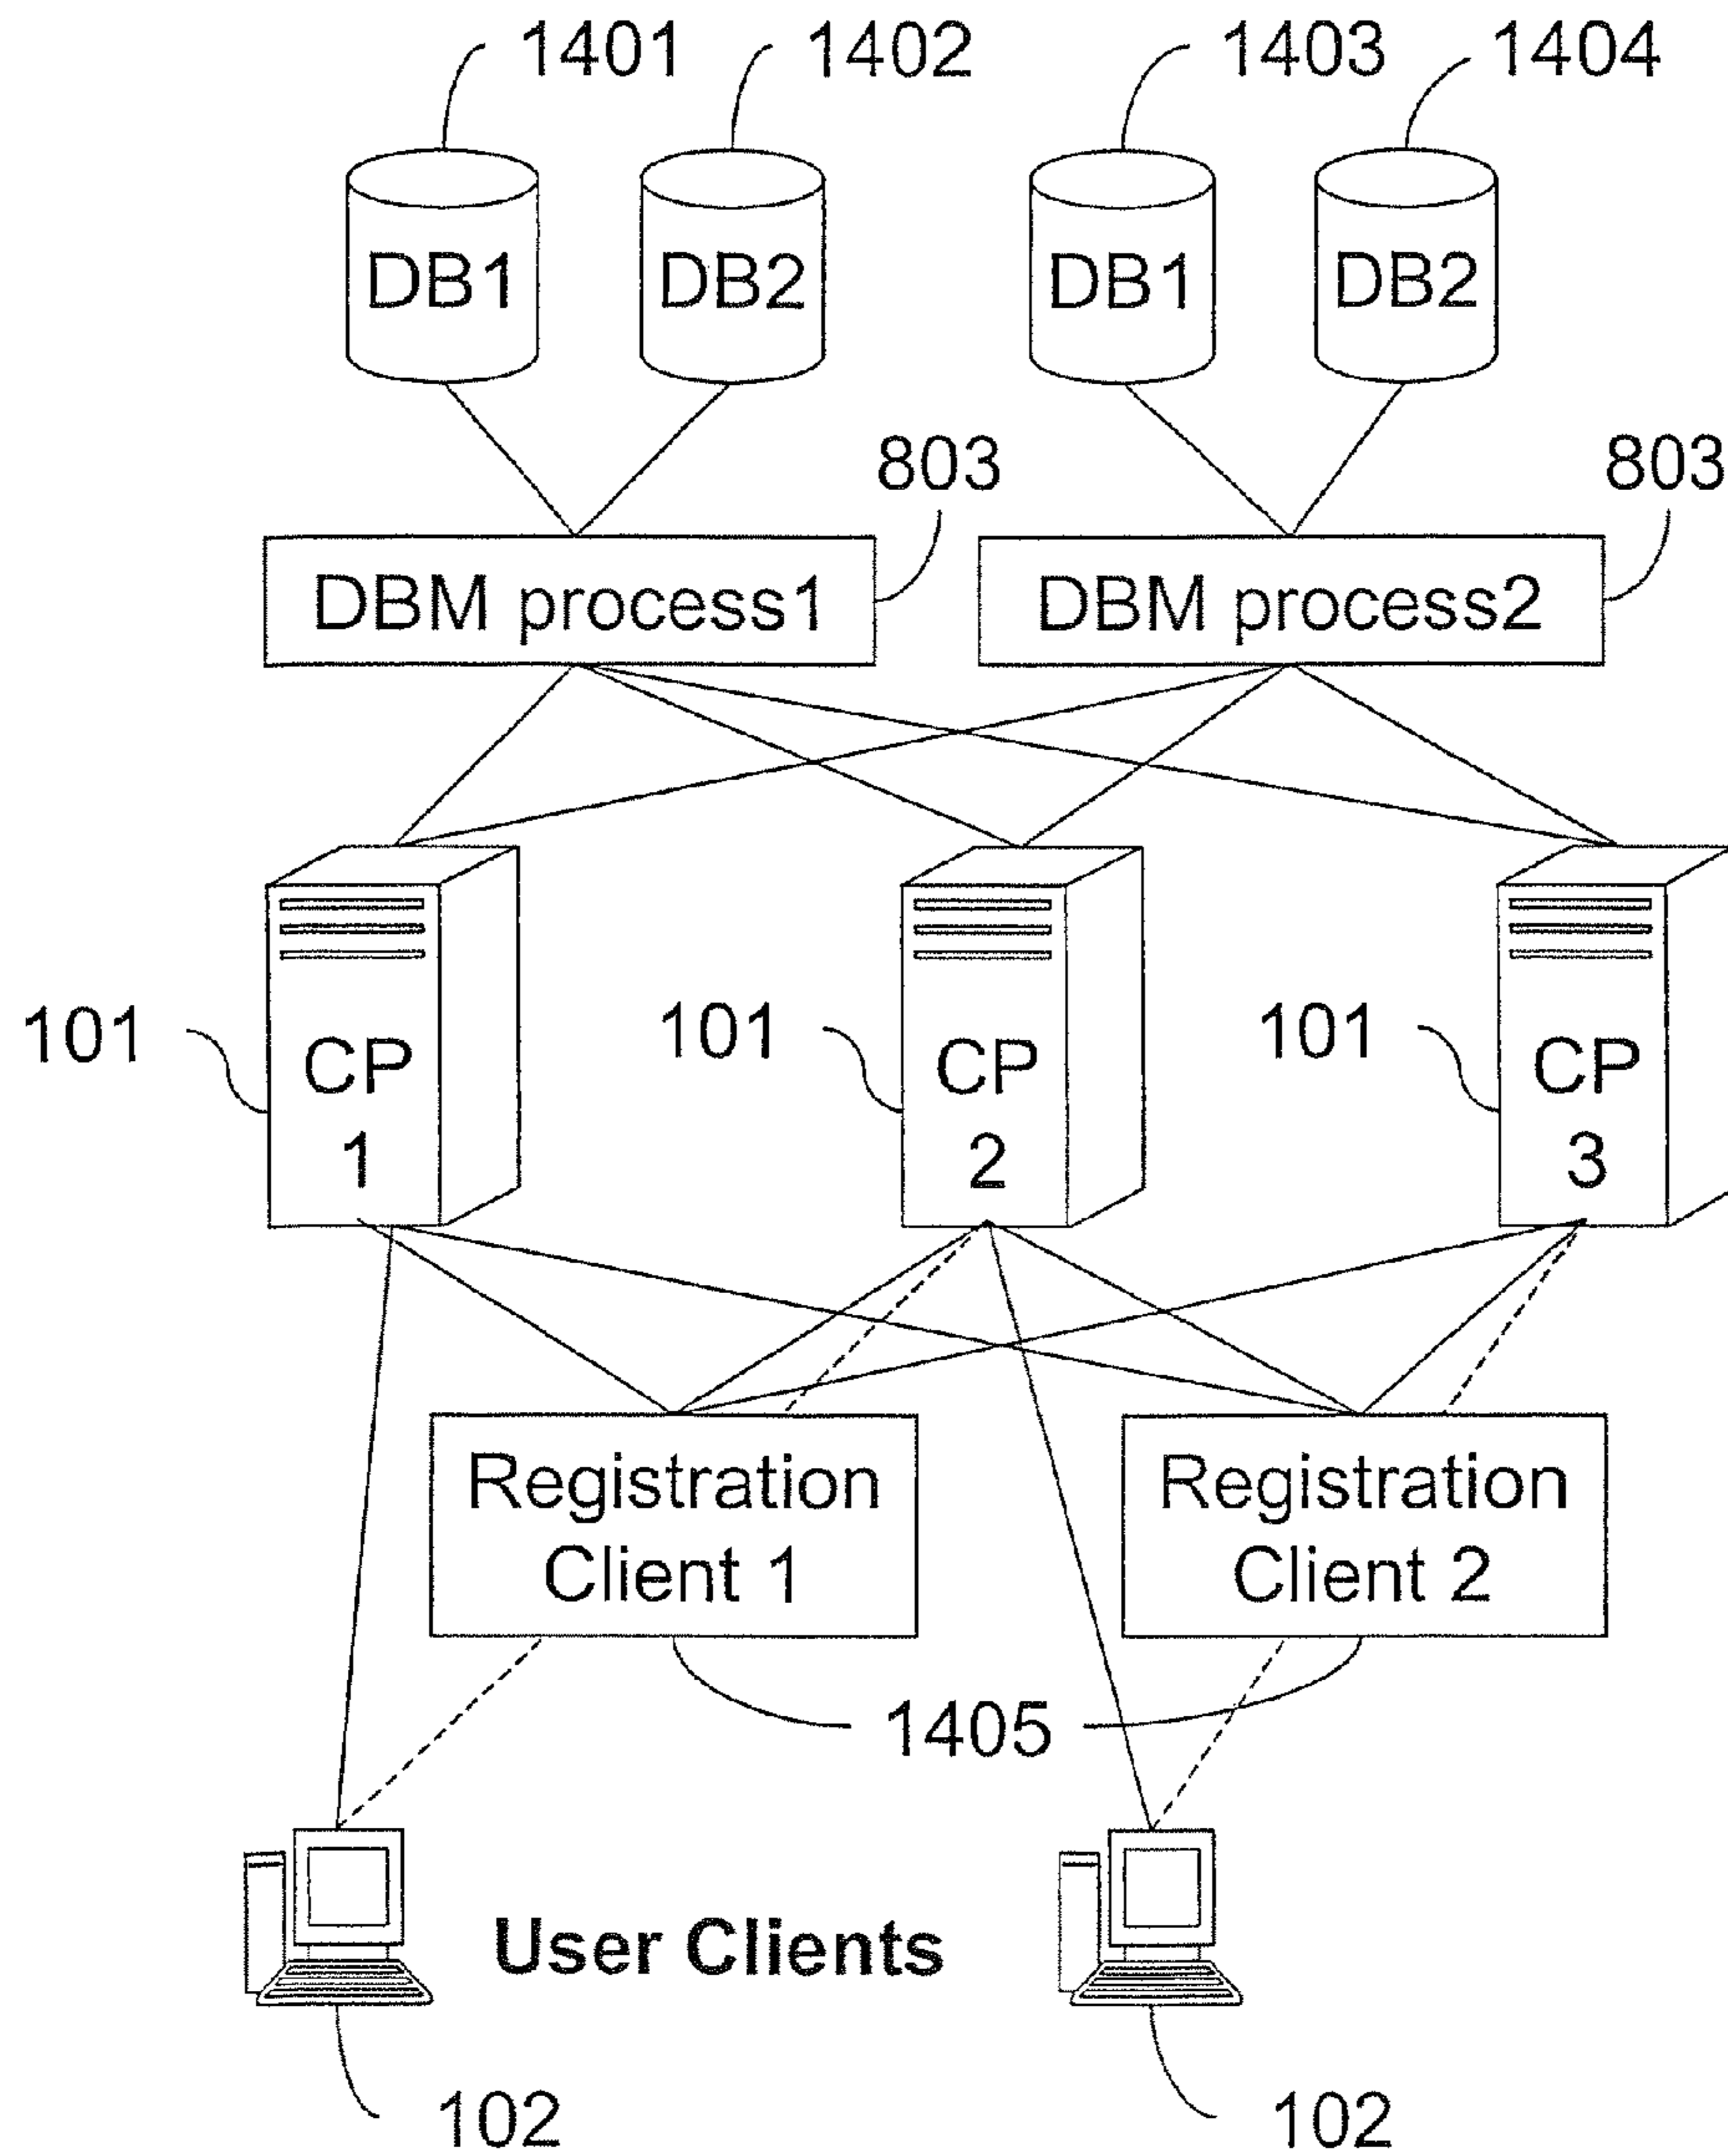 1401 1402 1403 1404
DB1 DB2 DB1 DB2
803 803
DBM process1 DBM process2
101 CP 101 CP 101 CP
1 2 3
Registration Registration
Client 1 Client 2
1405
User Clients
102 102